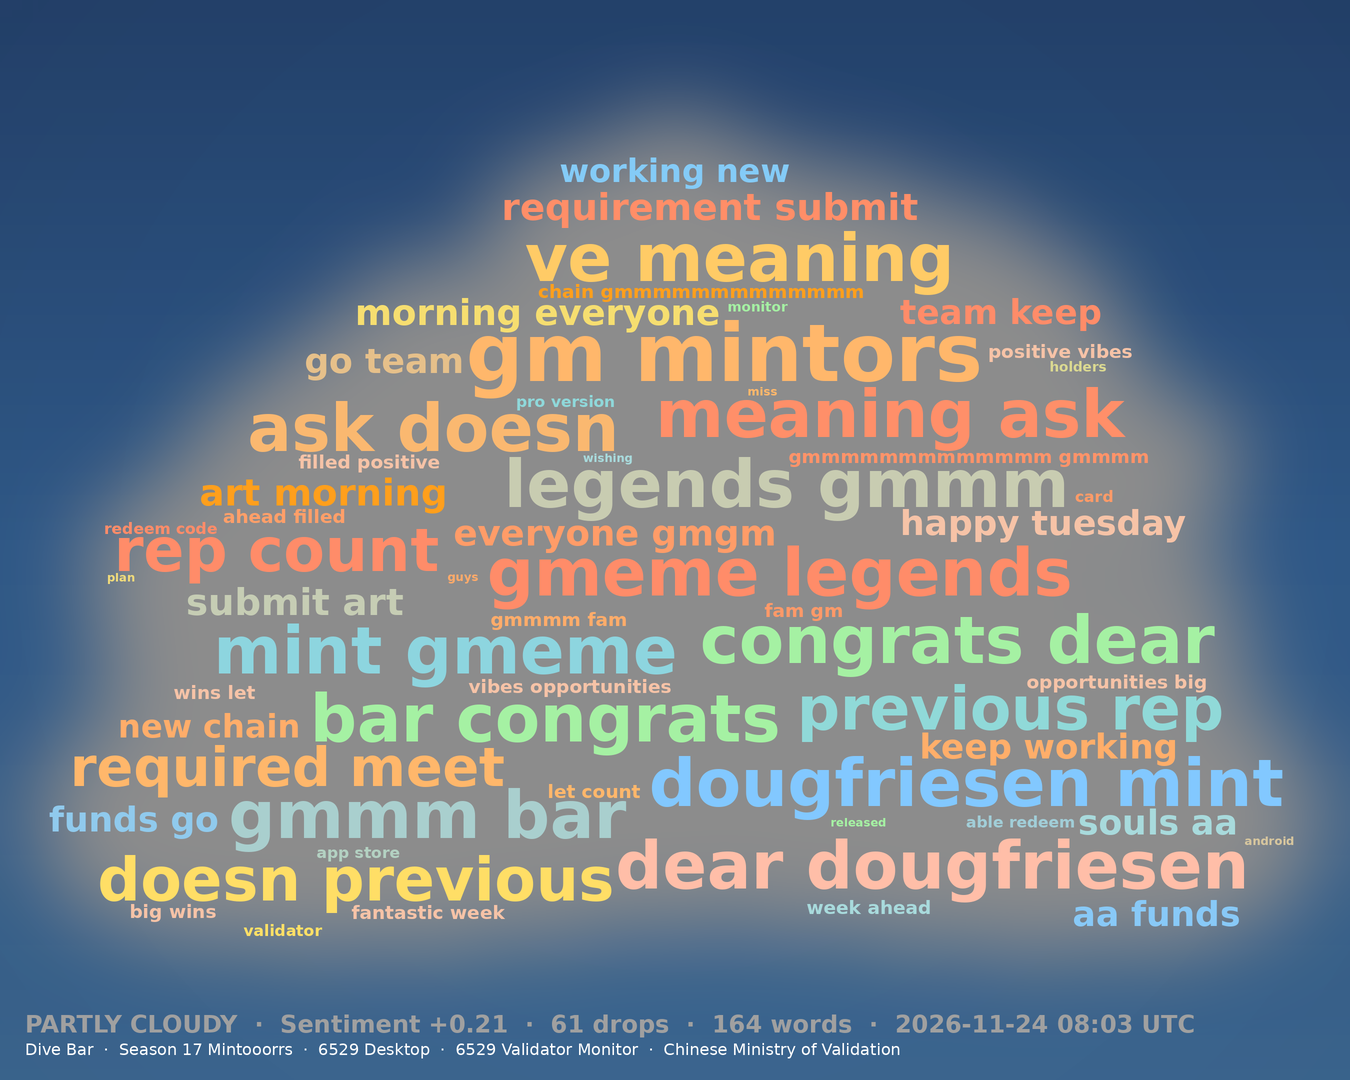 working new
requirement submit
ve meaning
chain gmmmmmmmmmmmmm
morning everyone
monitor
team keep
go team
gm mintors
positive vibes
holders
miss
pro version
ask doesn
meaning ask
filled positive
wishing
gmmmmmmmmmmmmm gmmmm
legends gmmm
art morning
card
redeem code
ahead filled
happy tuesday
rep count
everyone gmgm
plan
guys
gmeme legends
submit art
gmmmm fam
fam gm
mint gmeme
congrats dear
wins let
vibes opportunities
opportunities big
new chain
bar congrats
previous rep
required meet
keep working
let count
dougfriesen mint
funds go
gmmm bar
released
able redeem
souls aa
android
app store
doesn previous
dear dougfriesen
big wins
fantastic week
week ahead
aa funds
validator
PARTLY CLOUDY · Sentiment +0.21 · 61 drops · 164 words · 2026-11-24 08:03 UTC
Dive Bar · Season 17 Mintooorrs · 6529 Desktop · 6529 Validator Monitor · Chinese Ministry of Validation